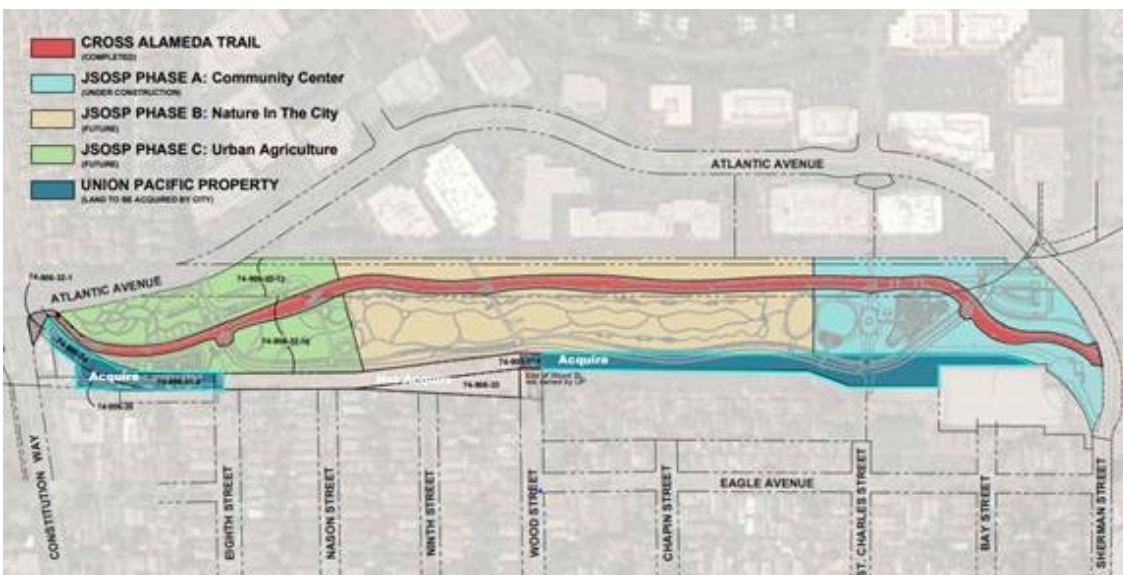 CROSS ALAMEDA TRAIL
(COMPLETED)
JSOSP PHASE A: Community Center
(UNDER CONSTRUCTION)
JSOSP PHASE B: Nature In The City
(FUTURE)
JSOSP PHASE C: Urban Agriculture
(FUTURE)
UNION PACIFIC PROPERTY
(LAND TO BE ACQUIRED BY CITY)
ATLANTIC AVENUE
ATLANTIC AVENUE
Acquire
Acquire
Acquire
EAGLE AVENUE
CONSTITUTION WAY
EIGHTH STREET
NASON STREET
NINTH STREET
WOOD STREET
CHAPIN STREET
ST. CHARLES STREET
BAY STREET
SHERMAN STREET